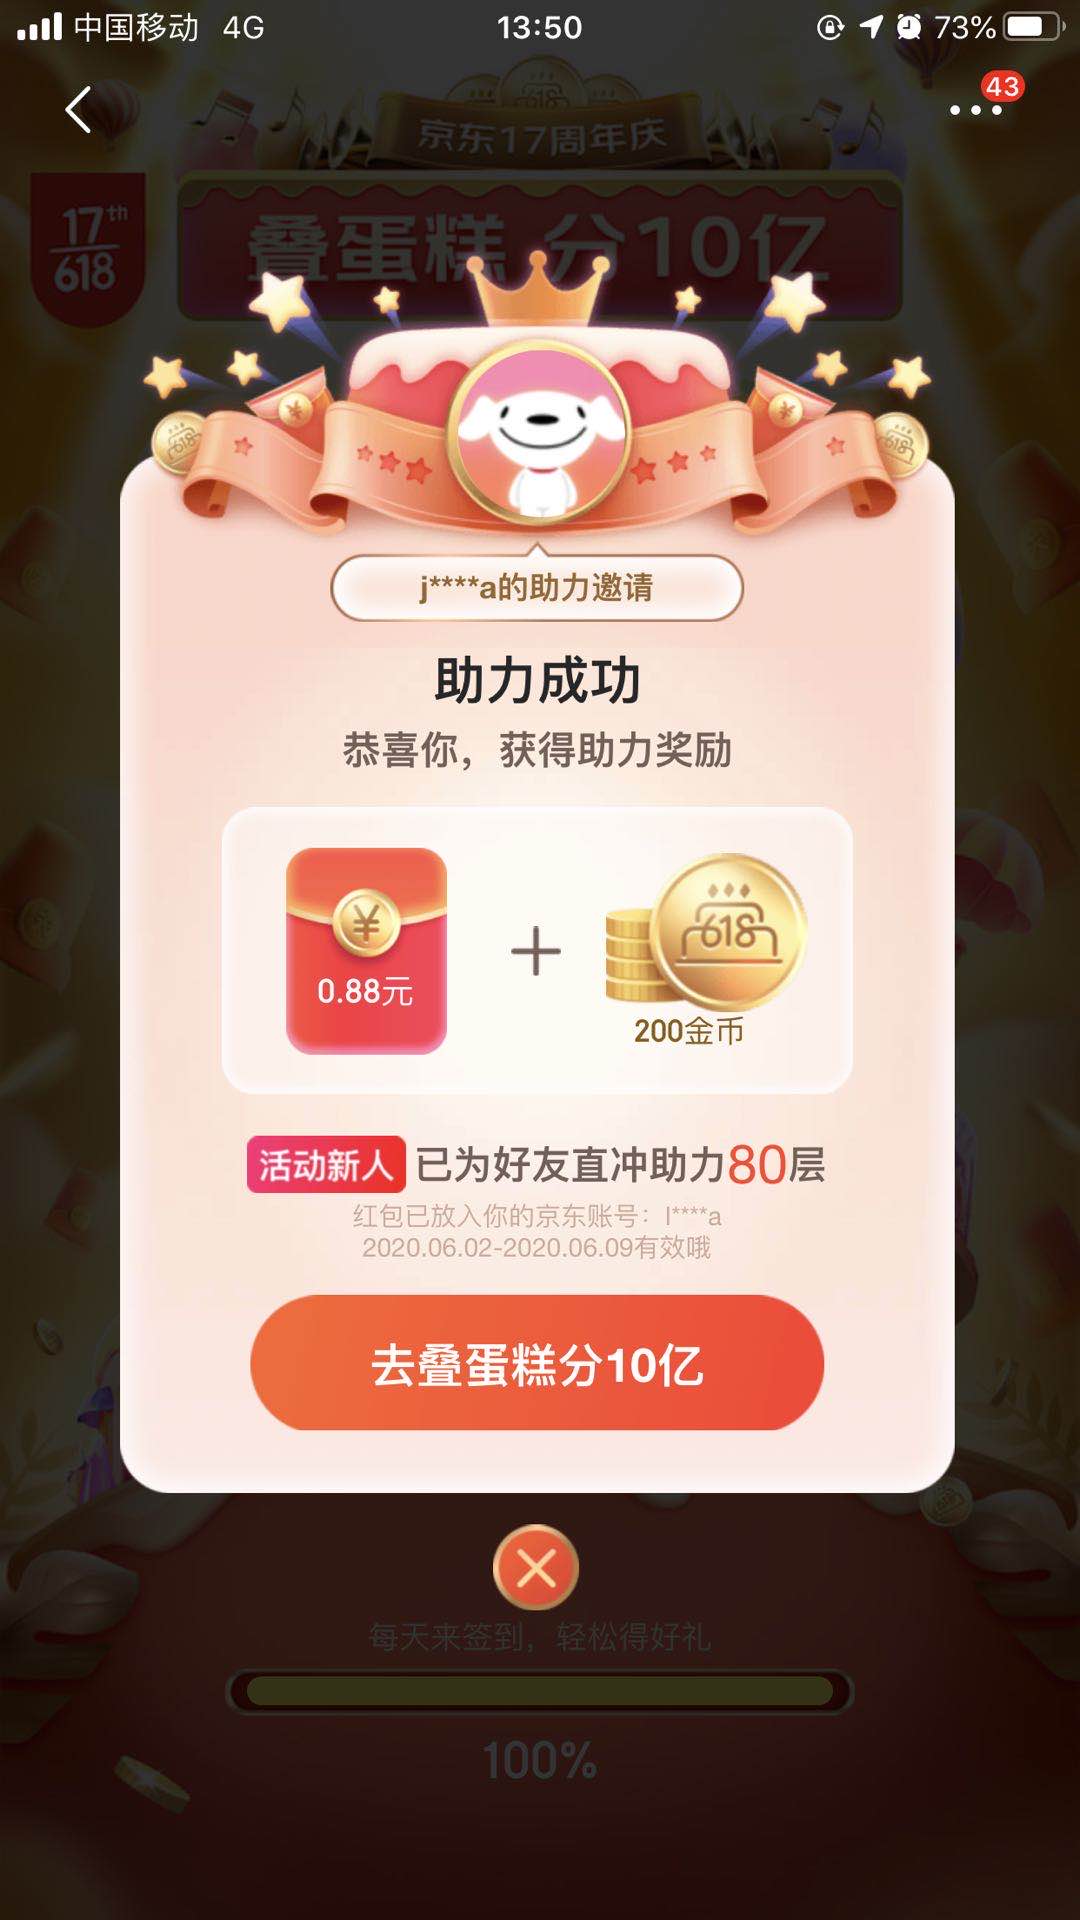 中国移动 4G 13:50 73%
43
京东17周年庆
17th
618
叠蛋糕 分10亿
j****a的助力邀请
助力成功
恭喜你，获得助力奖励
¥
0.88元
+
618
200金币
活动新人 已为好友直冲助力80层
红包已放入你的京东账号：l****a
2020.06.02-2020.06.09有效哦
去叠蛋糕分10亿
每天来签到，轻松得好礼
100%